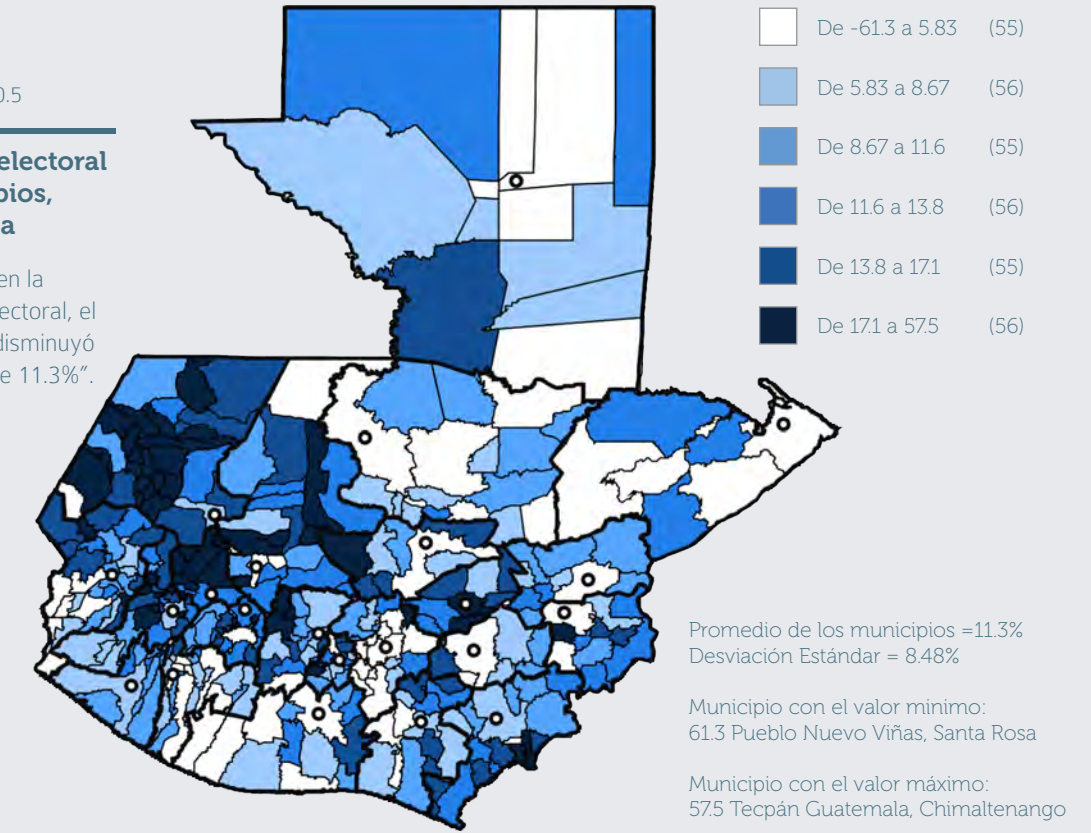 0.5
electoral
pios,
a
en la
ectoral, el
disminuyó
e 11.3%”.
De -61.3 a 5.83 (55)
De 5.83 a 8.67 (56)
De 8.67 a 11.6 (55)
De 11.6 a 13.8 (56)
De 13.8 a 17.1 (55)
De 17.1 a 57.5 (56)
Promedio de los municipios =11.3%
Desviación Estándar = 8.48%
Municipio con el valor minimo:
61.3 Pueblo Nuevo Viñas, Santa Rosa
Municipio con el valor máximo:
57.5 Tecpán Guatemala, Chimaltenango